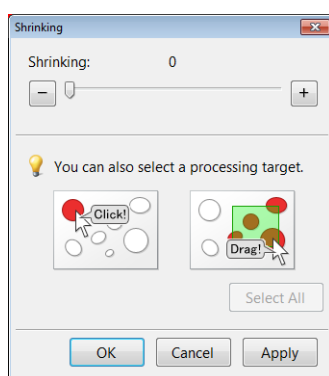 Shrinking
Shrinking: 0
You can also select a processing target.
Click!
Drag!
Select All
OK Cancel Apply